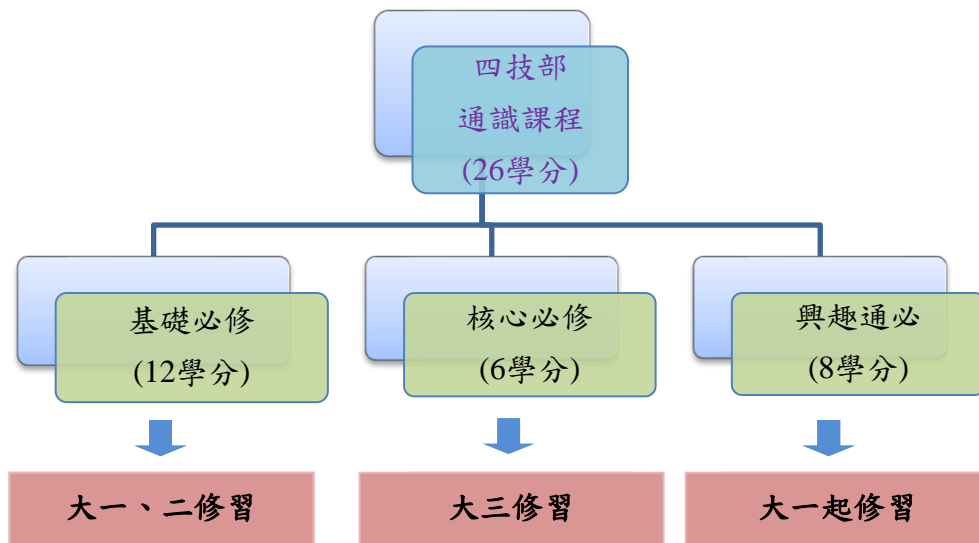 四技部
通識課程
(26學分)
基礎必修
(12學分)
核心必修
(6學分)
興趣通必
(8學分)
大一、二修習
大三修習
大一起修習